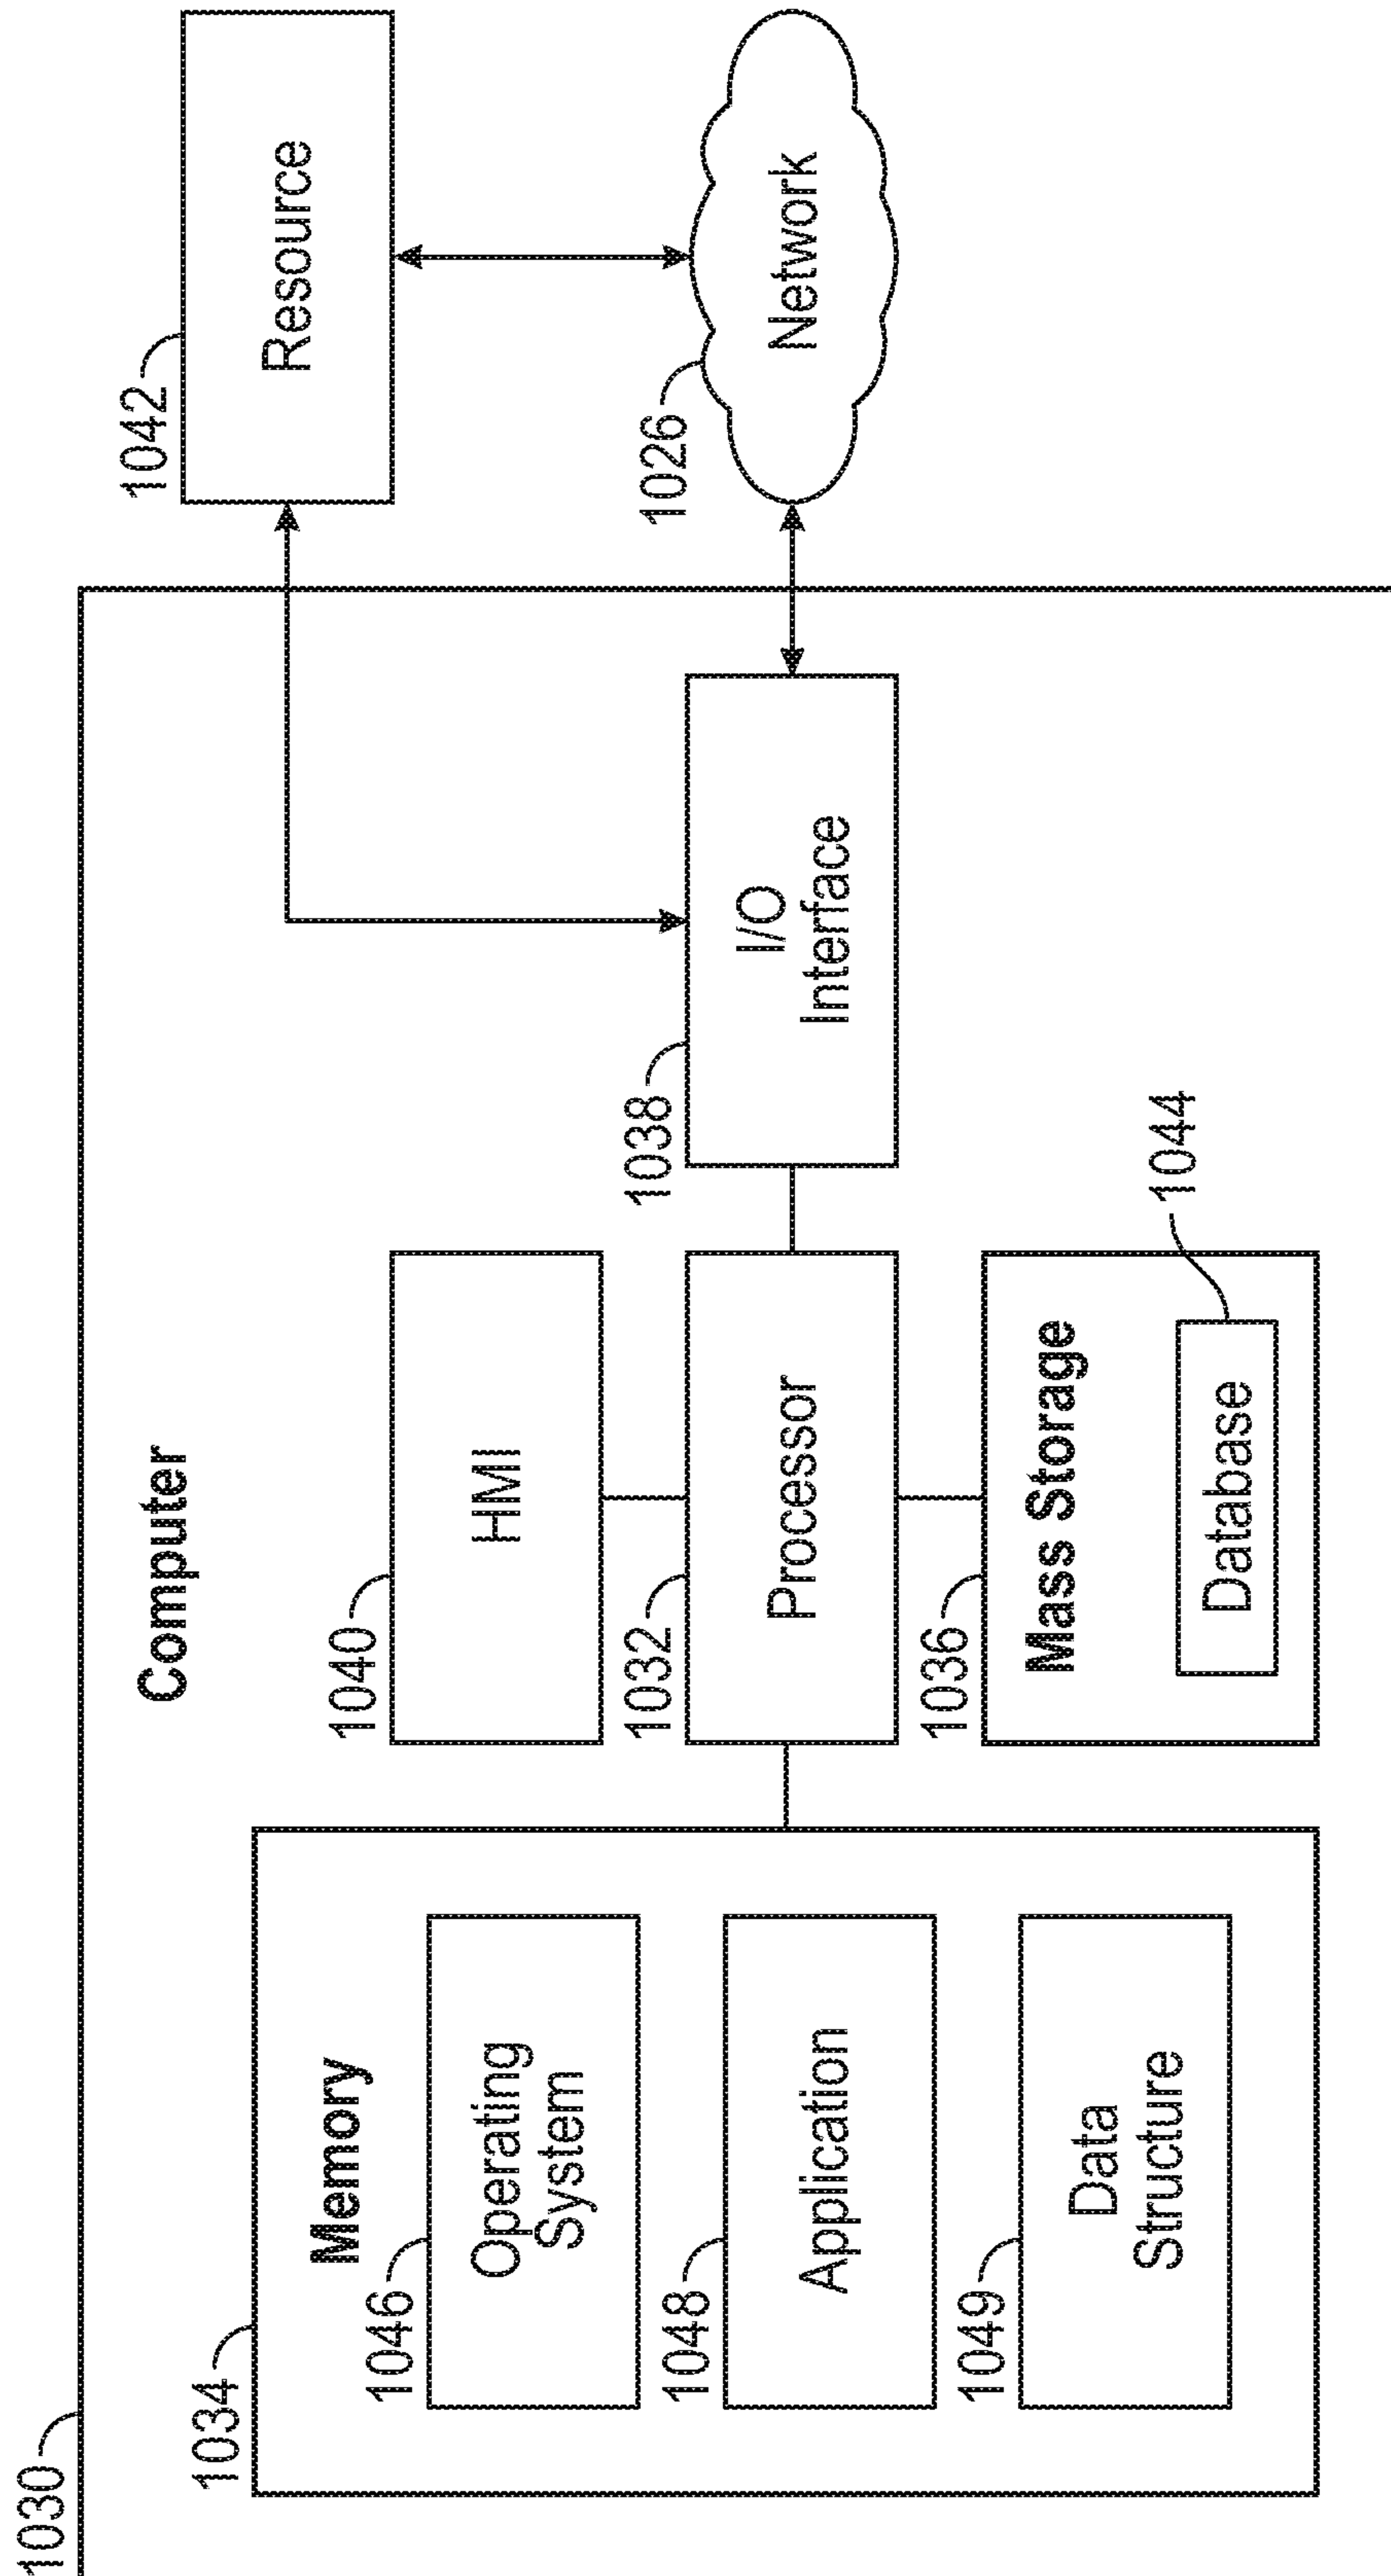 1030
Computer
1034
Memory
1046
Operating
System
1048
Application
1049
Data
Structure
1040
HMI
1032
Processor
1036
Mass Storage
Database
1044
1038
I/O
Interface
1042
Resource
1026
Network